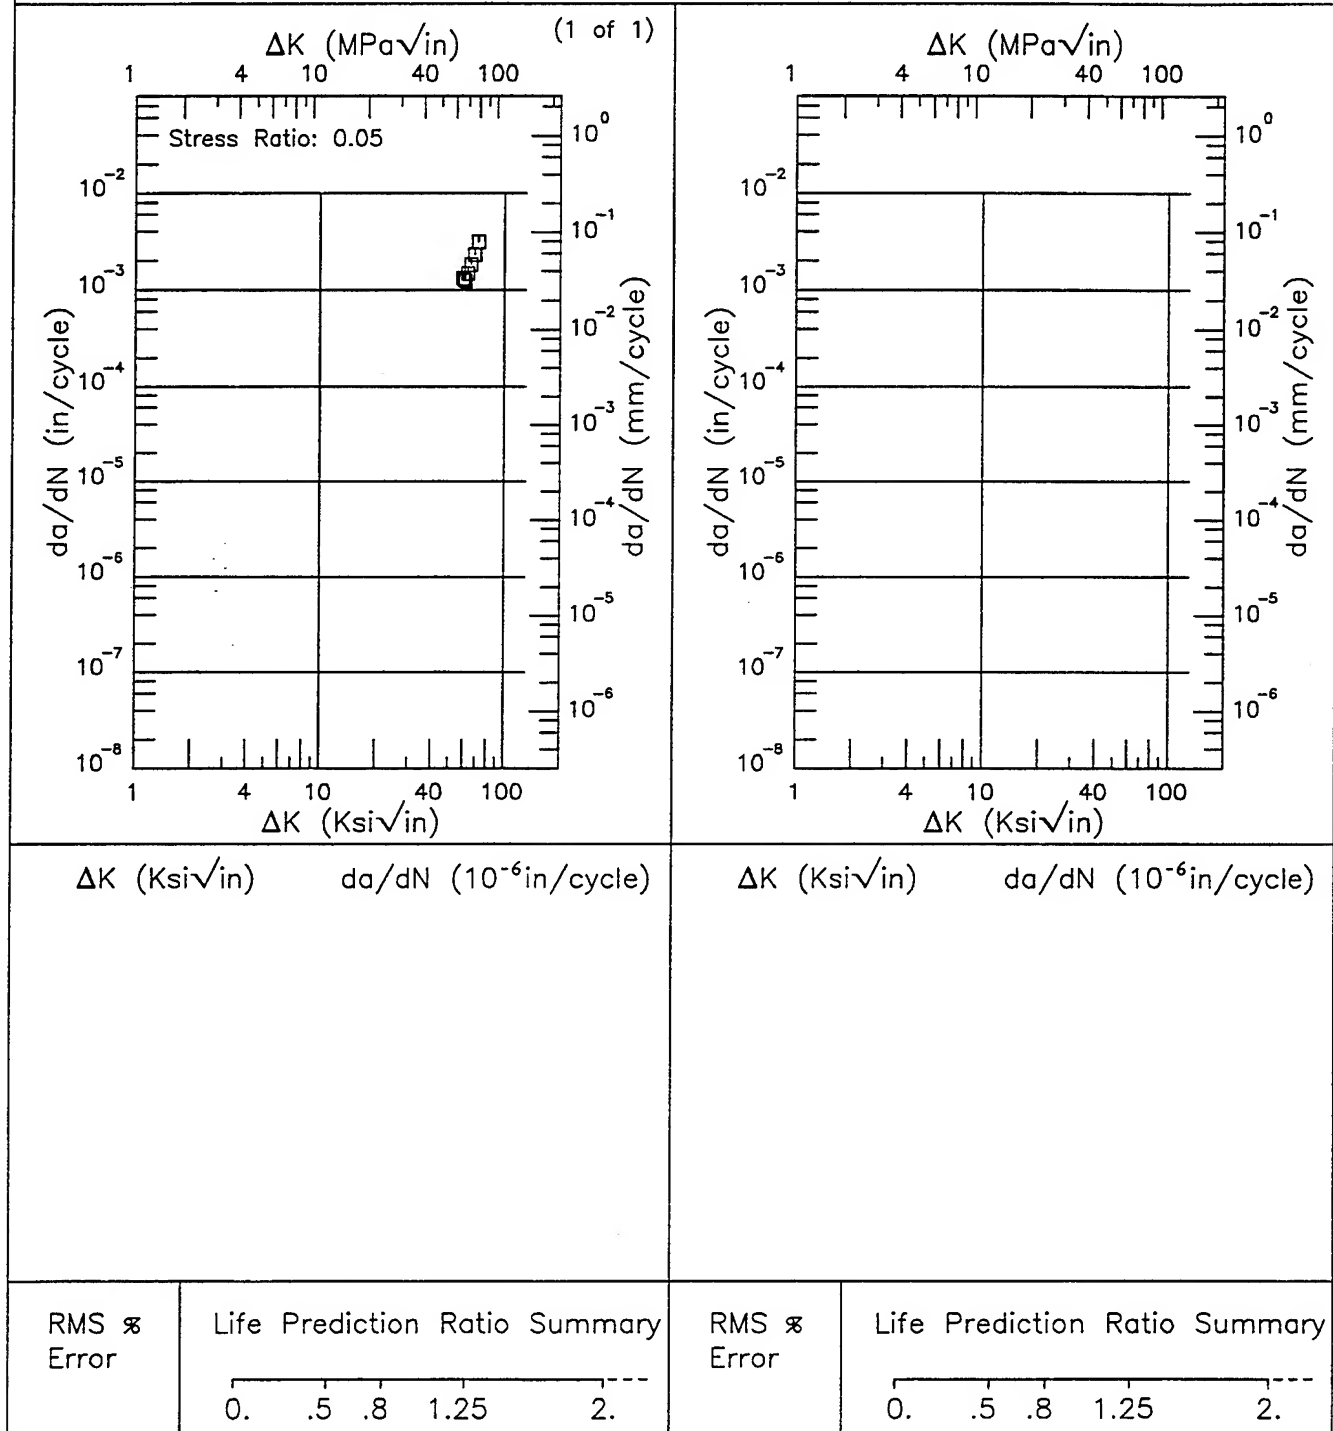 (1 of 1)
ΔK (MPa√in)
1 4 10 40 100
Stress Ratio: 0.05
da/dN (in/cycle)
10⁻²
10⁻³
10⁻⁴
10⁻⁵
10⁻⁶
10⁻⁷
10⁻⁸
10⁰
10⁻¹
10⁻²
10⁻³
10⁻⁴
10⁻⁵
10⁻⁶
da/dN (mm/cycle)
1 4 10 40 100
ΔK (Ksi√in)
ΔK (MPa√in)
1 4 10 40 100
da/dN (in/cycle)
10⁻²
10⁻³
10⁻⁴
10⁻⁵
10⁻⁶
10⁻⁷
10⁻⁸
10⁰
10⁻¹
10⁻²
10⁻³
10⁻⁴
10⁻⁵
10⁻⁶
da/dN (mm/cycle)
1 4 10 40 100
ΔK (Ksi√in)
ΔK (Ksi√in) da/dN (10⁻⁶in/cycle)
ΔK (Ksi√in) da/dN (10⁻⁶in/cycle)
RMS %
Error
Life Prediction Ratio Summary
0. .5 .8 1.25 2.
RMS %
Error
Life Prediction Ratio Summary
0. .5 .8 1.25 2.